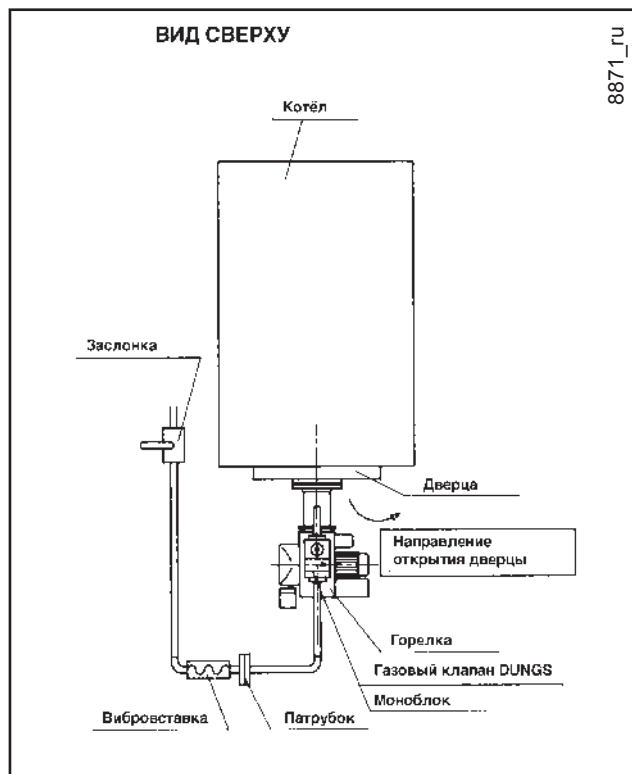 ВИД СВЕРХУ
8871_ru
Котёл
Заслонка
Дверца
Направление
открытия дверцы
Горелка
Газовый клапан DUNGS
Моноблок
Вибровставка
Патрубок